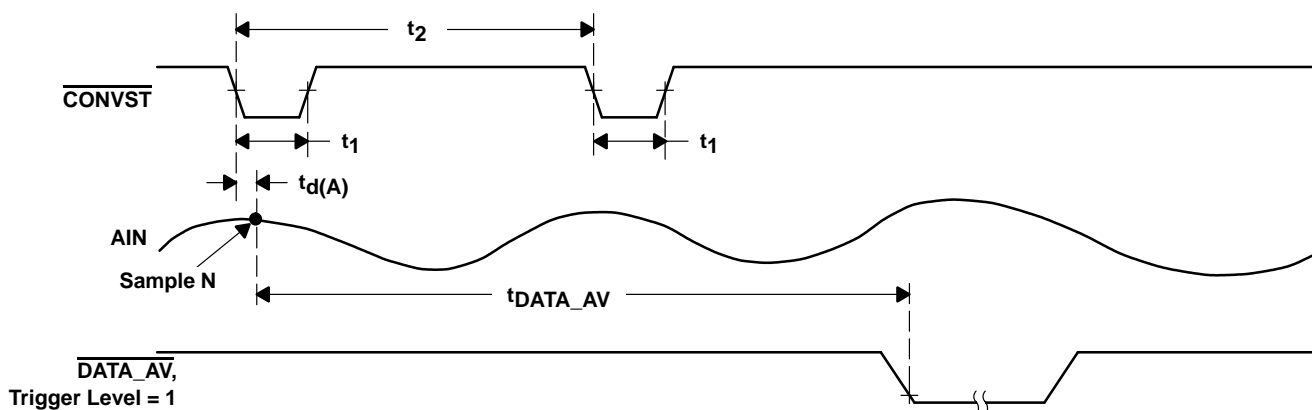 t2
CONVST
t1
t1
td(A)
AIN
Sample N
tDATA_AV
DATA_AV,
Trigger Level = 1